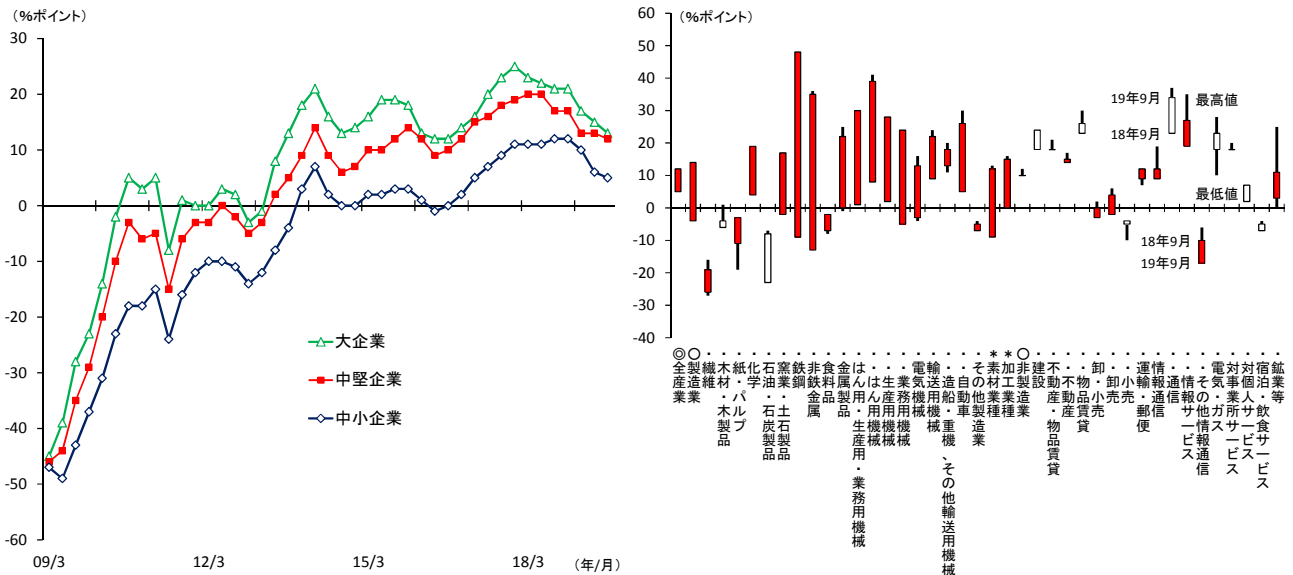 (%ポイント)
30
20
10
0
-10
-20
-30
-40
-50
-60
大企業
中堅企業
中小企業
09/3
12/3
15/3
18/3
(年/月)
(%ポイント)
60
50
40
30
20
10
0
-10
-20
-30
-40
19年9月
最高値
18年9月
最低値
18年9月
19年9月
◎全産業
○製造業
・繊維
・木材・木製品
・紙・パルプ
・化学
・石油・石炭製品
・窯業・土石製品
・鉄鋼
・非鉄金属
・食料品
・金属製品
・はん用・生産用・業務用機械
・はん用機械
・生産用機械
・業務用機械
・電気機械
・輸送用機械
・造船・重機、その他輸送用機械
・自動車
・その他製造業
*素材業種
*加工業種
○非製造業
・建設
・不動産・物品賃貸
・不動産
・物品賃貸
・卸・小売
・卸売
・小売
・運輸・郵便
・情報通信
・通信
・情報サービス
・その他情報通信
・電気・ガス
・対事業所サービス
・対個人サービス
・宿泊・飲食サービス
・鉱業等